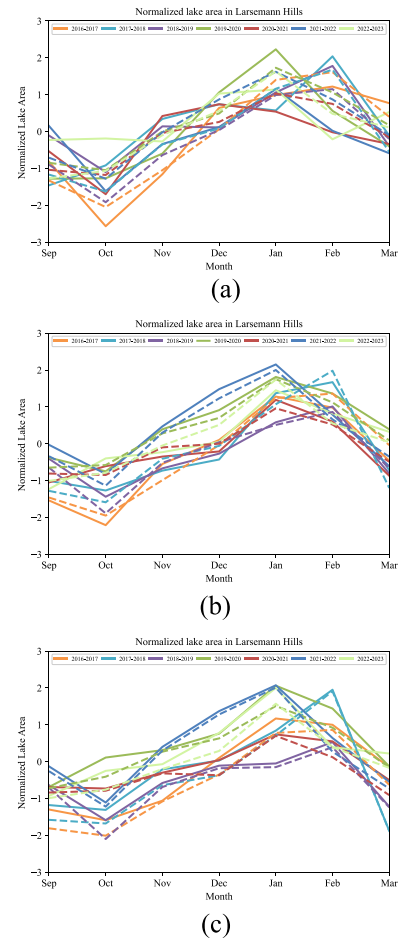 Normalized lake area in Larsemann Hills
3
2016-2017 2017-2018 2018-2019 2019-2020 2020-2021 2021-2022 2022-2023
2
1
0
−1
−2
−3
Normalized Lake Area
Sep Oct Nov Dec Jan Feb Mar
Month
(a)
Normalized lake area in Larsemann Hills
3
2016-2017 2017-2018 2018-2019 2019-2020 2020-2021 2021-2022 2022-2023
2
1
0
−1
−2
−3
Normalized Lake Area
Sep Oct Nov Dec Jan Feb Mar
Month
(b)
Normalized lake area in Larsemann Hills
3
2016-2017 2017-2018 2018-2019 2019-2020 2020-2021 2021-2022 2022-2023
2
1
0
−1
−2
−3
Normalized Lake Area
Sep Oct Nov Dec Jan Feb Mar
Month
(c)